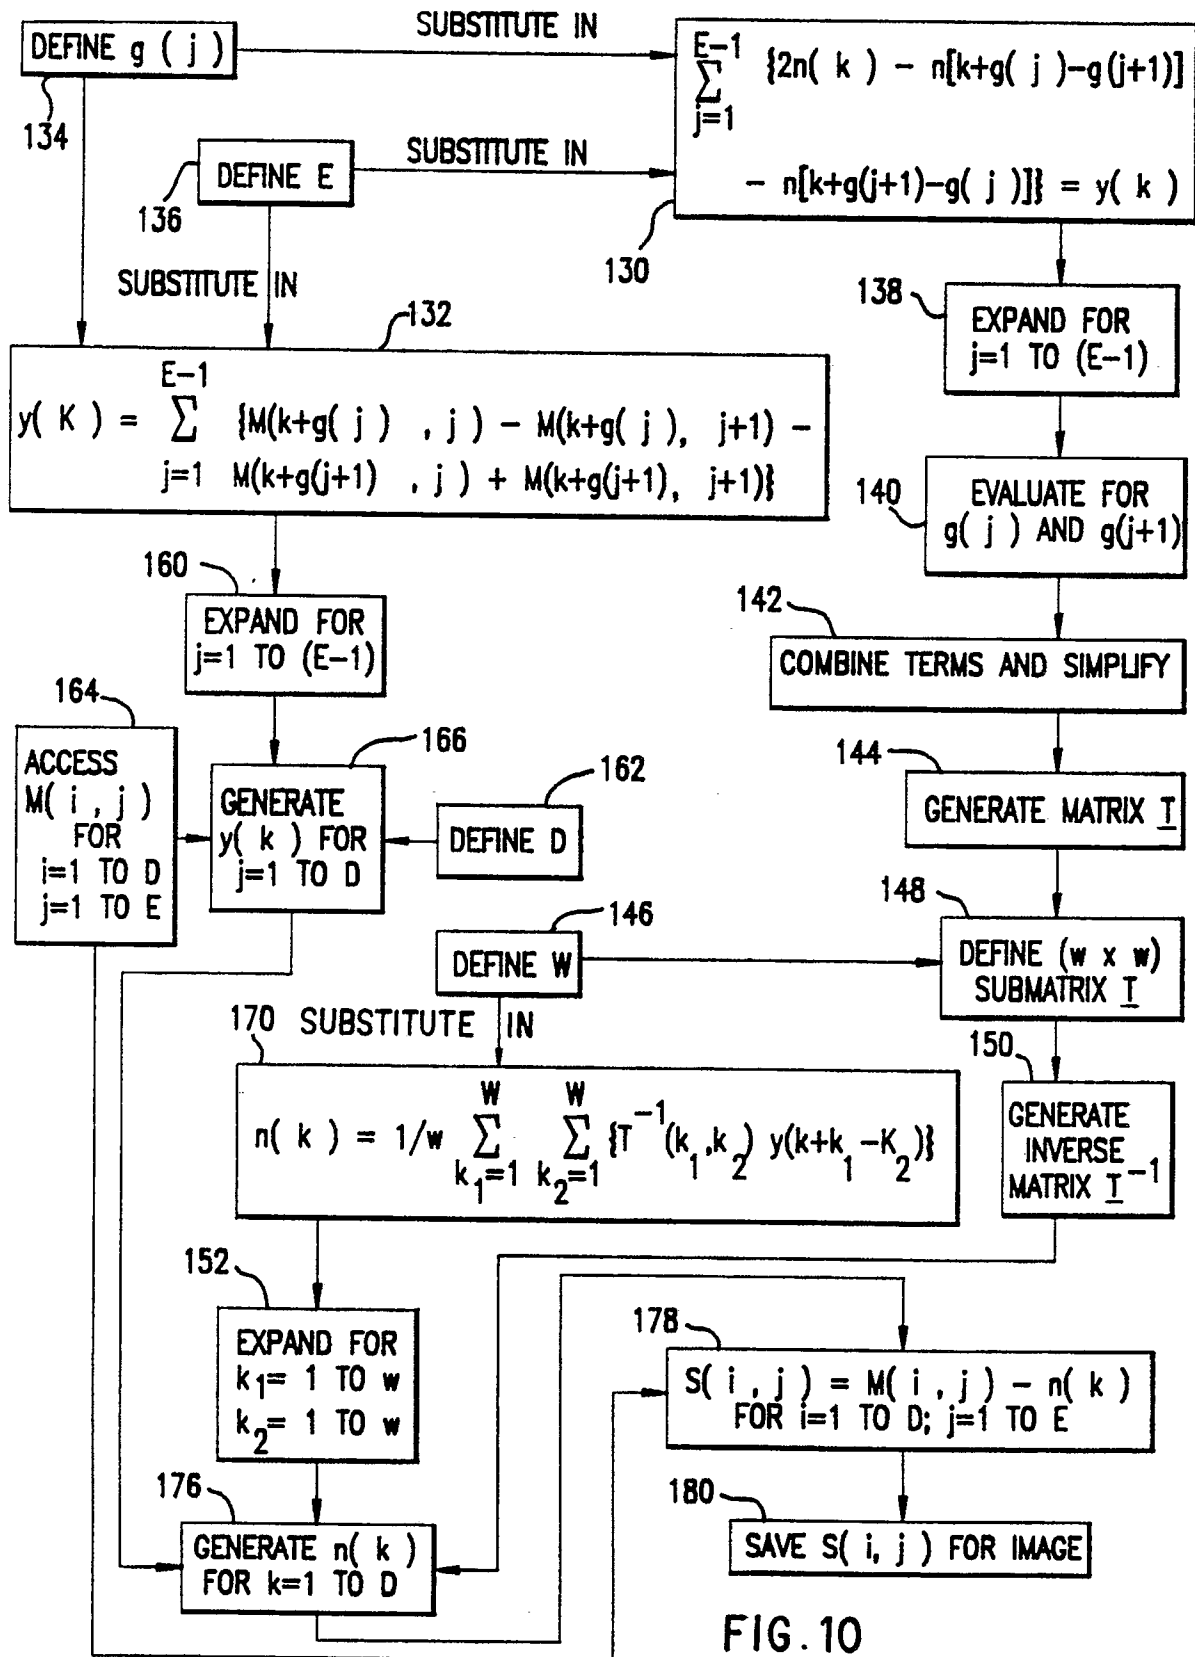 DEFINE g ( j )
SUBSTITUTE IN
E-1
∑ {2n( k ) - n[k+g( j )-g(j+1)]
j=1
- n[k+g(j+1)-g( j )]} = y( k )
134
DEFINE E
SUBSTITUTE IN
136
130
SUBSTITUTE IN
138
EXPAND FOR
j=1 TO (E-1)
132
E-1
y( K ) = ∑ {M(k+g( j ) , j ) - M(k+g( j ), j+1) -
j=1 M(k+g(j+1) , j ) + M(k+g(j+1), j+1)}
140
EVALUATE FOR
g( j ) AND g(j+1)
160
EXPAND FOR
j=1 TO (E-1)
142
COMBINE TERMS AND SIMPLIFY
164
ACCESS
M( i , j )
FOR
i=1 TO D
j=1 TO E
166
GENERATE
y( k ) FOR
j=1 TO D
162
DEFINE D
144
GENERATE MATRIX T
146
DEFINE W
148
DEFINE (w x w)
SUBMATRIX T
170
SUBSTITUTE IN
W W
n( k ) = 1/w ∑ ∑ {T⁻¹(k₁,k₂) y(k+k₁-K₂)}
k₁=1 k₂=1
150
GENERATE
INVERSE
MATRIX T⁻¹
152
EXPAND FOR
k₁= 1 TO w
k₂= 1 TO w
178
S( i , j ) = M( i , j ) - n( k )
FOR i=1 TO D; j=1 TO E
176
GENERATE n( k )
FOR k=1 TO D
180
SAVE S( i, j ) FOR IMAGE
FIG. 10